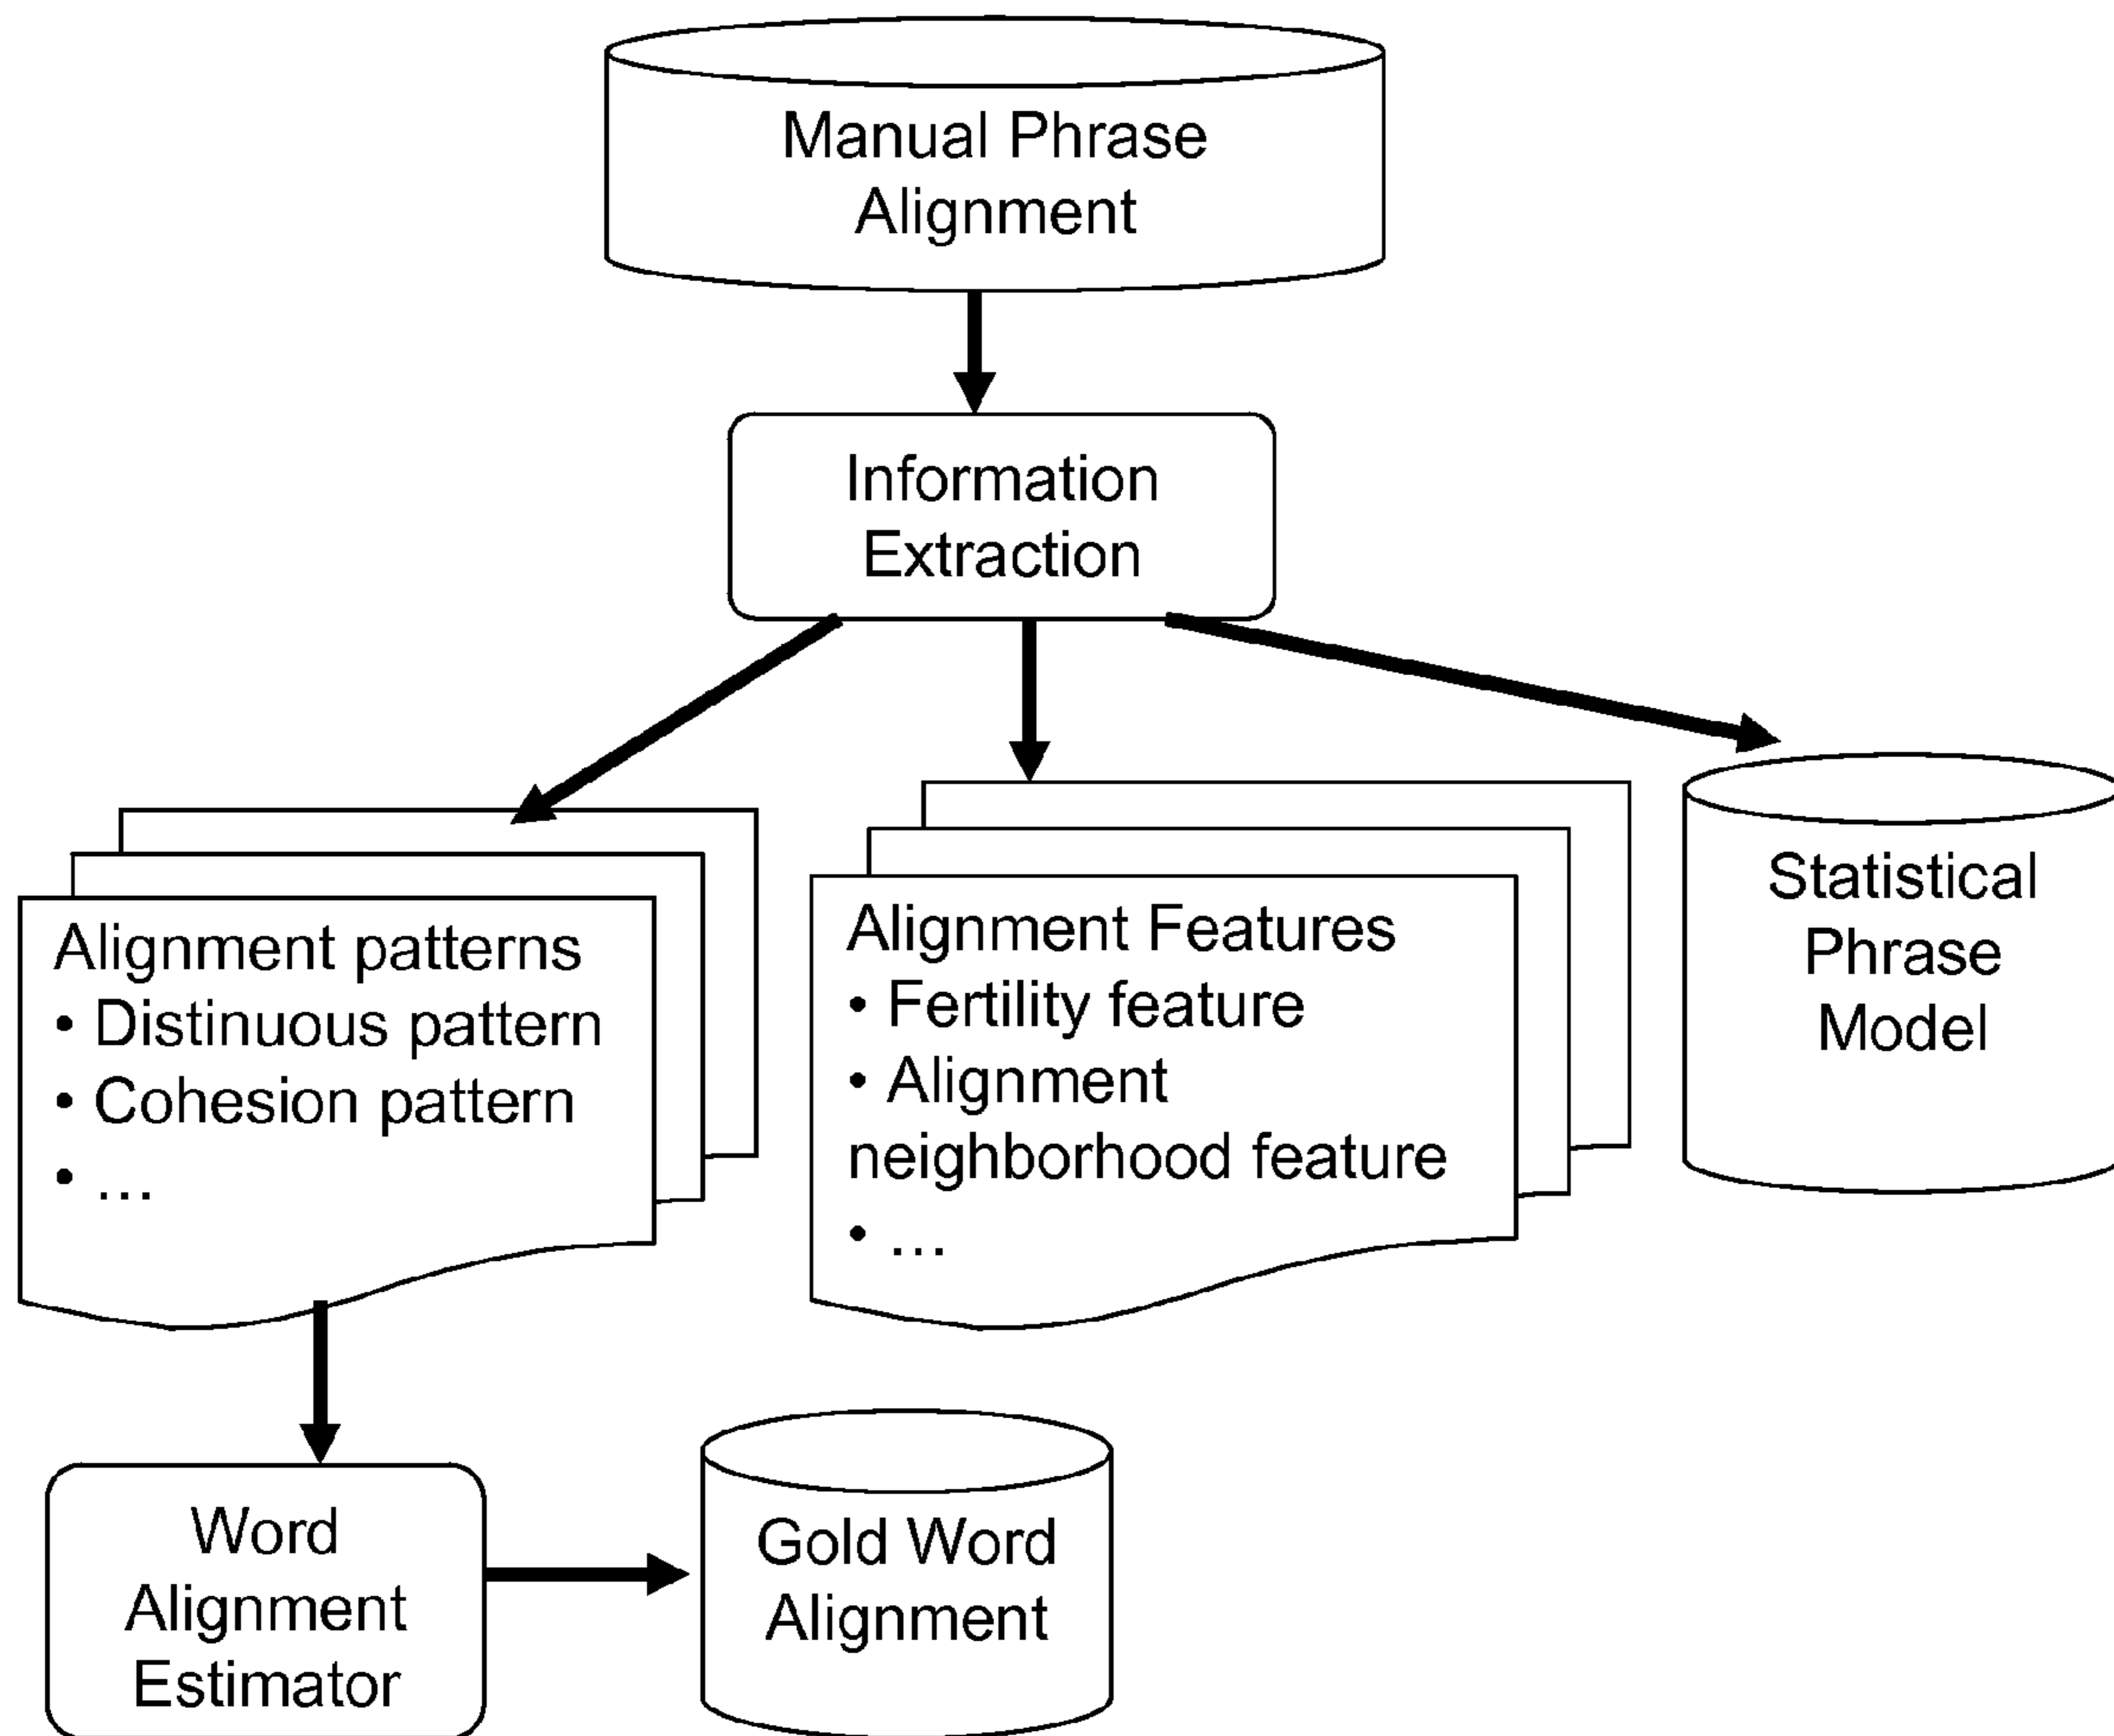 Manual Phrase
Alignment
Information
Extraction
Alignment patterns
• Distinuous pattern
• Cohesion pattern
• ...
Alignment Features
• Fertility feature
• Alignment
neighborhood feature
• ...
Statistical
Phrase
Model
Word
Alignment
Estimator
Gold Word
Alignment